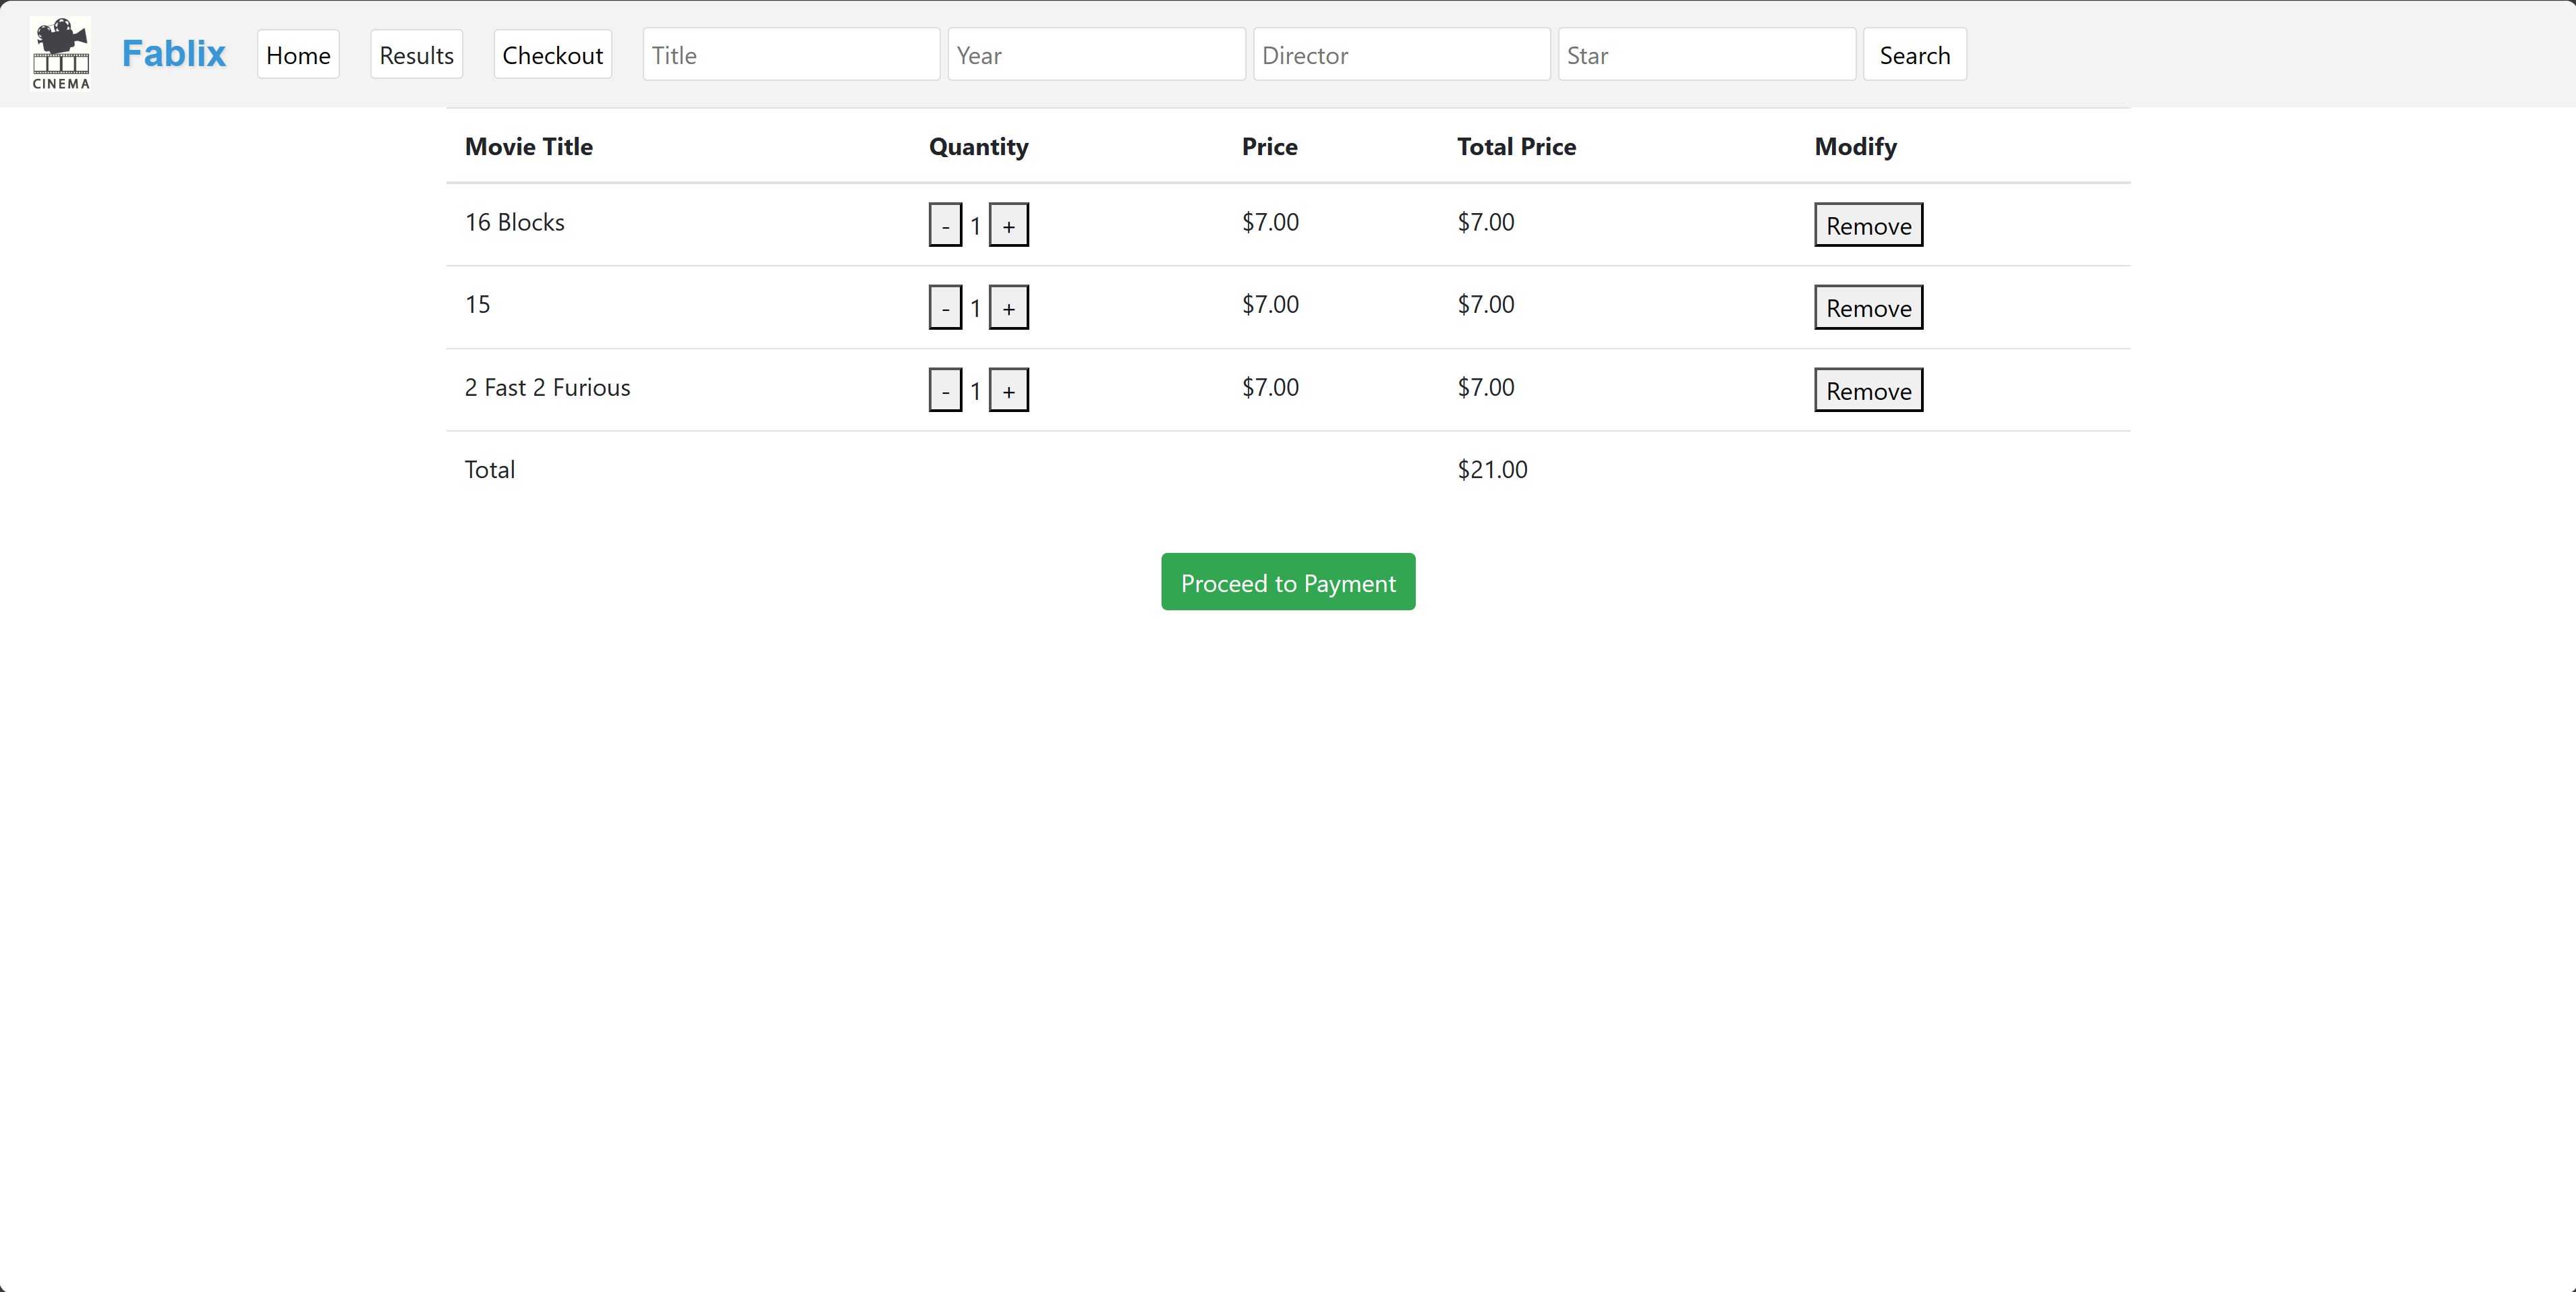 CINEMA
Fablix Home Results Checkout Title Year Director Star Search
Movie Title Quantity Price Total Price Modify
16 Blocks - 1 + $7.00 $7.00 Remove
15 - 1 + $7.00 $7.00 Remove
2 Fast 2 Furious - 1 + $7.00 $7.00 Remove
Total $21.00
Proceed to Payment